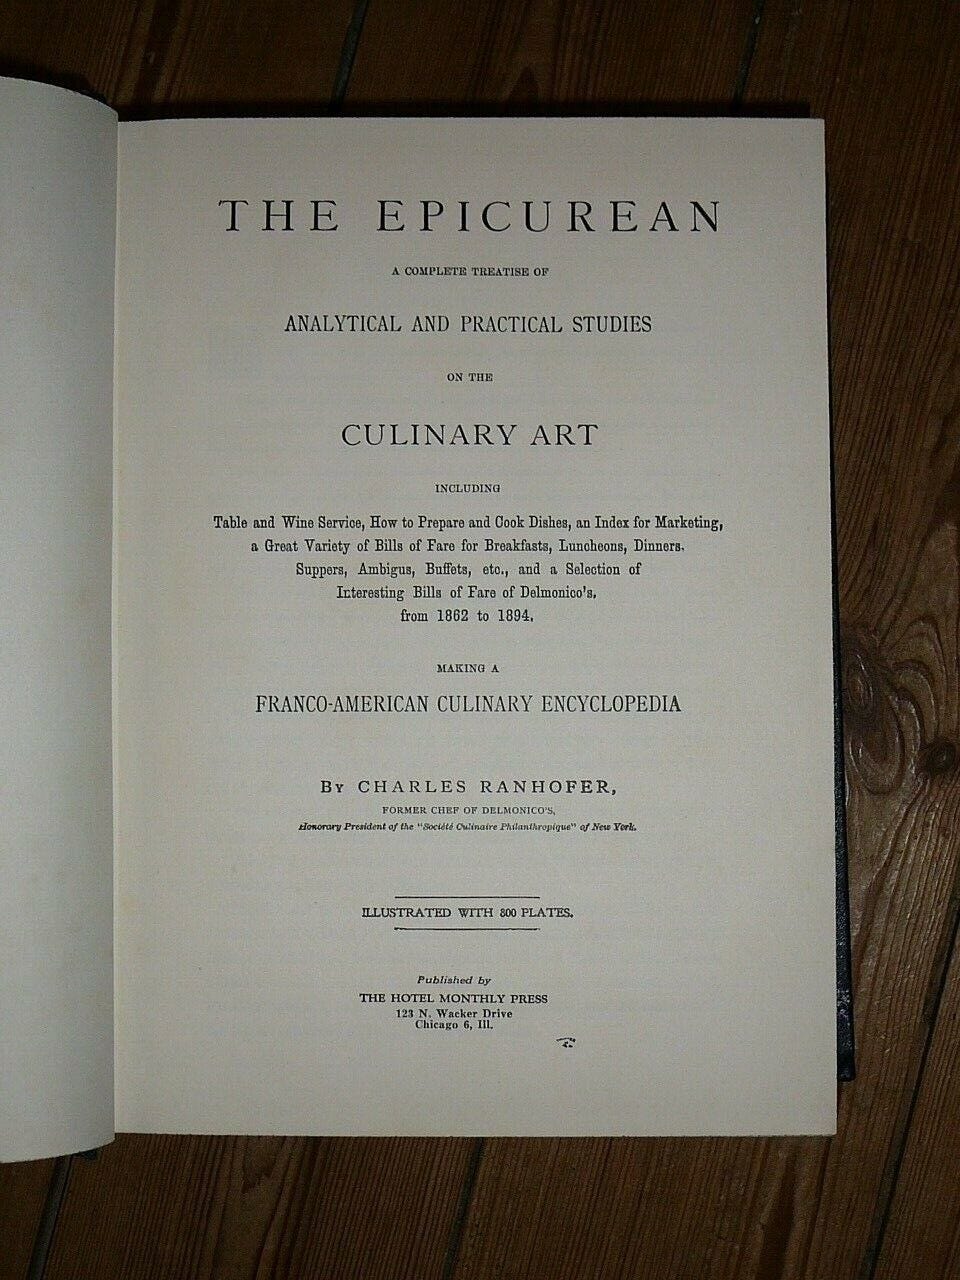 THE EPICUREAN
A COMPLETE TREATISE OF
ANALYTICAL AND PRACTICAL STUDIES
ON THE
CULINARY ART
INCLUDING
Table and Wine Service, How to Prepare and Cook Dishes, an Index for Marketing,
a Great Variety of Bills of Fare for Breakfasts, Luncheons, Dinners,
Suppers, Ambigus, Buffets, etc., and a Selection of
Interesting Bills of Fare of Delmonico's,
from 1862 to 1894.
MAKING A
FRANCO-AMERICAN CULINARY ENCYCLOPEDIA
BY CHARLES RANHOFER,
FORMER CHEF OF DELMONICO'S,
Honorary President of the "Société Culinaire Philanthropique" of New York.
ILLUSTRATED WITH 800 PLATES.
Published by
THE HOTEL MONTHLY PRESS
123 N. Wacker Drive
Chicago 6, Ill.